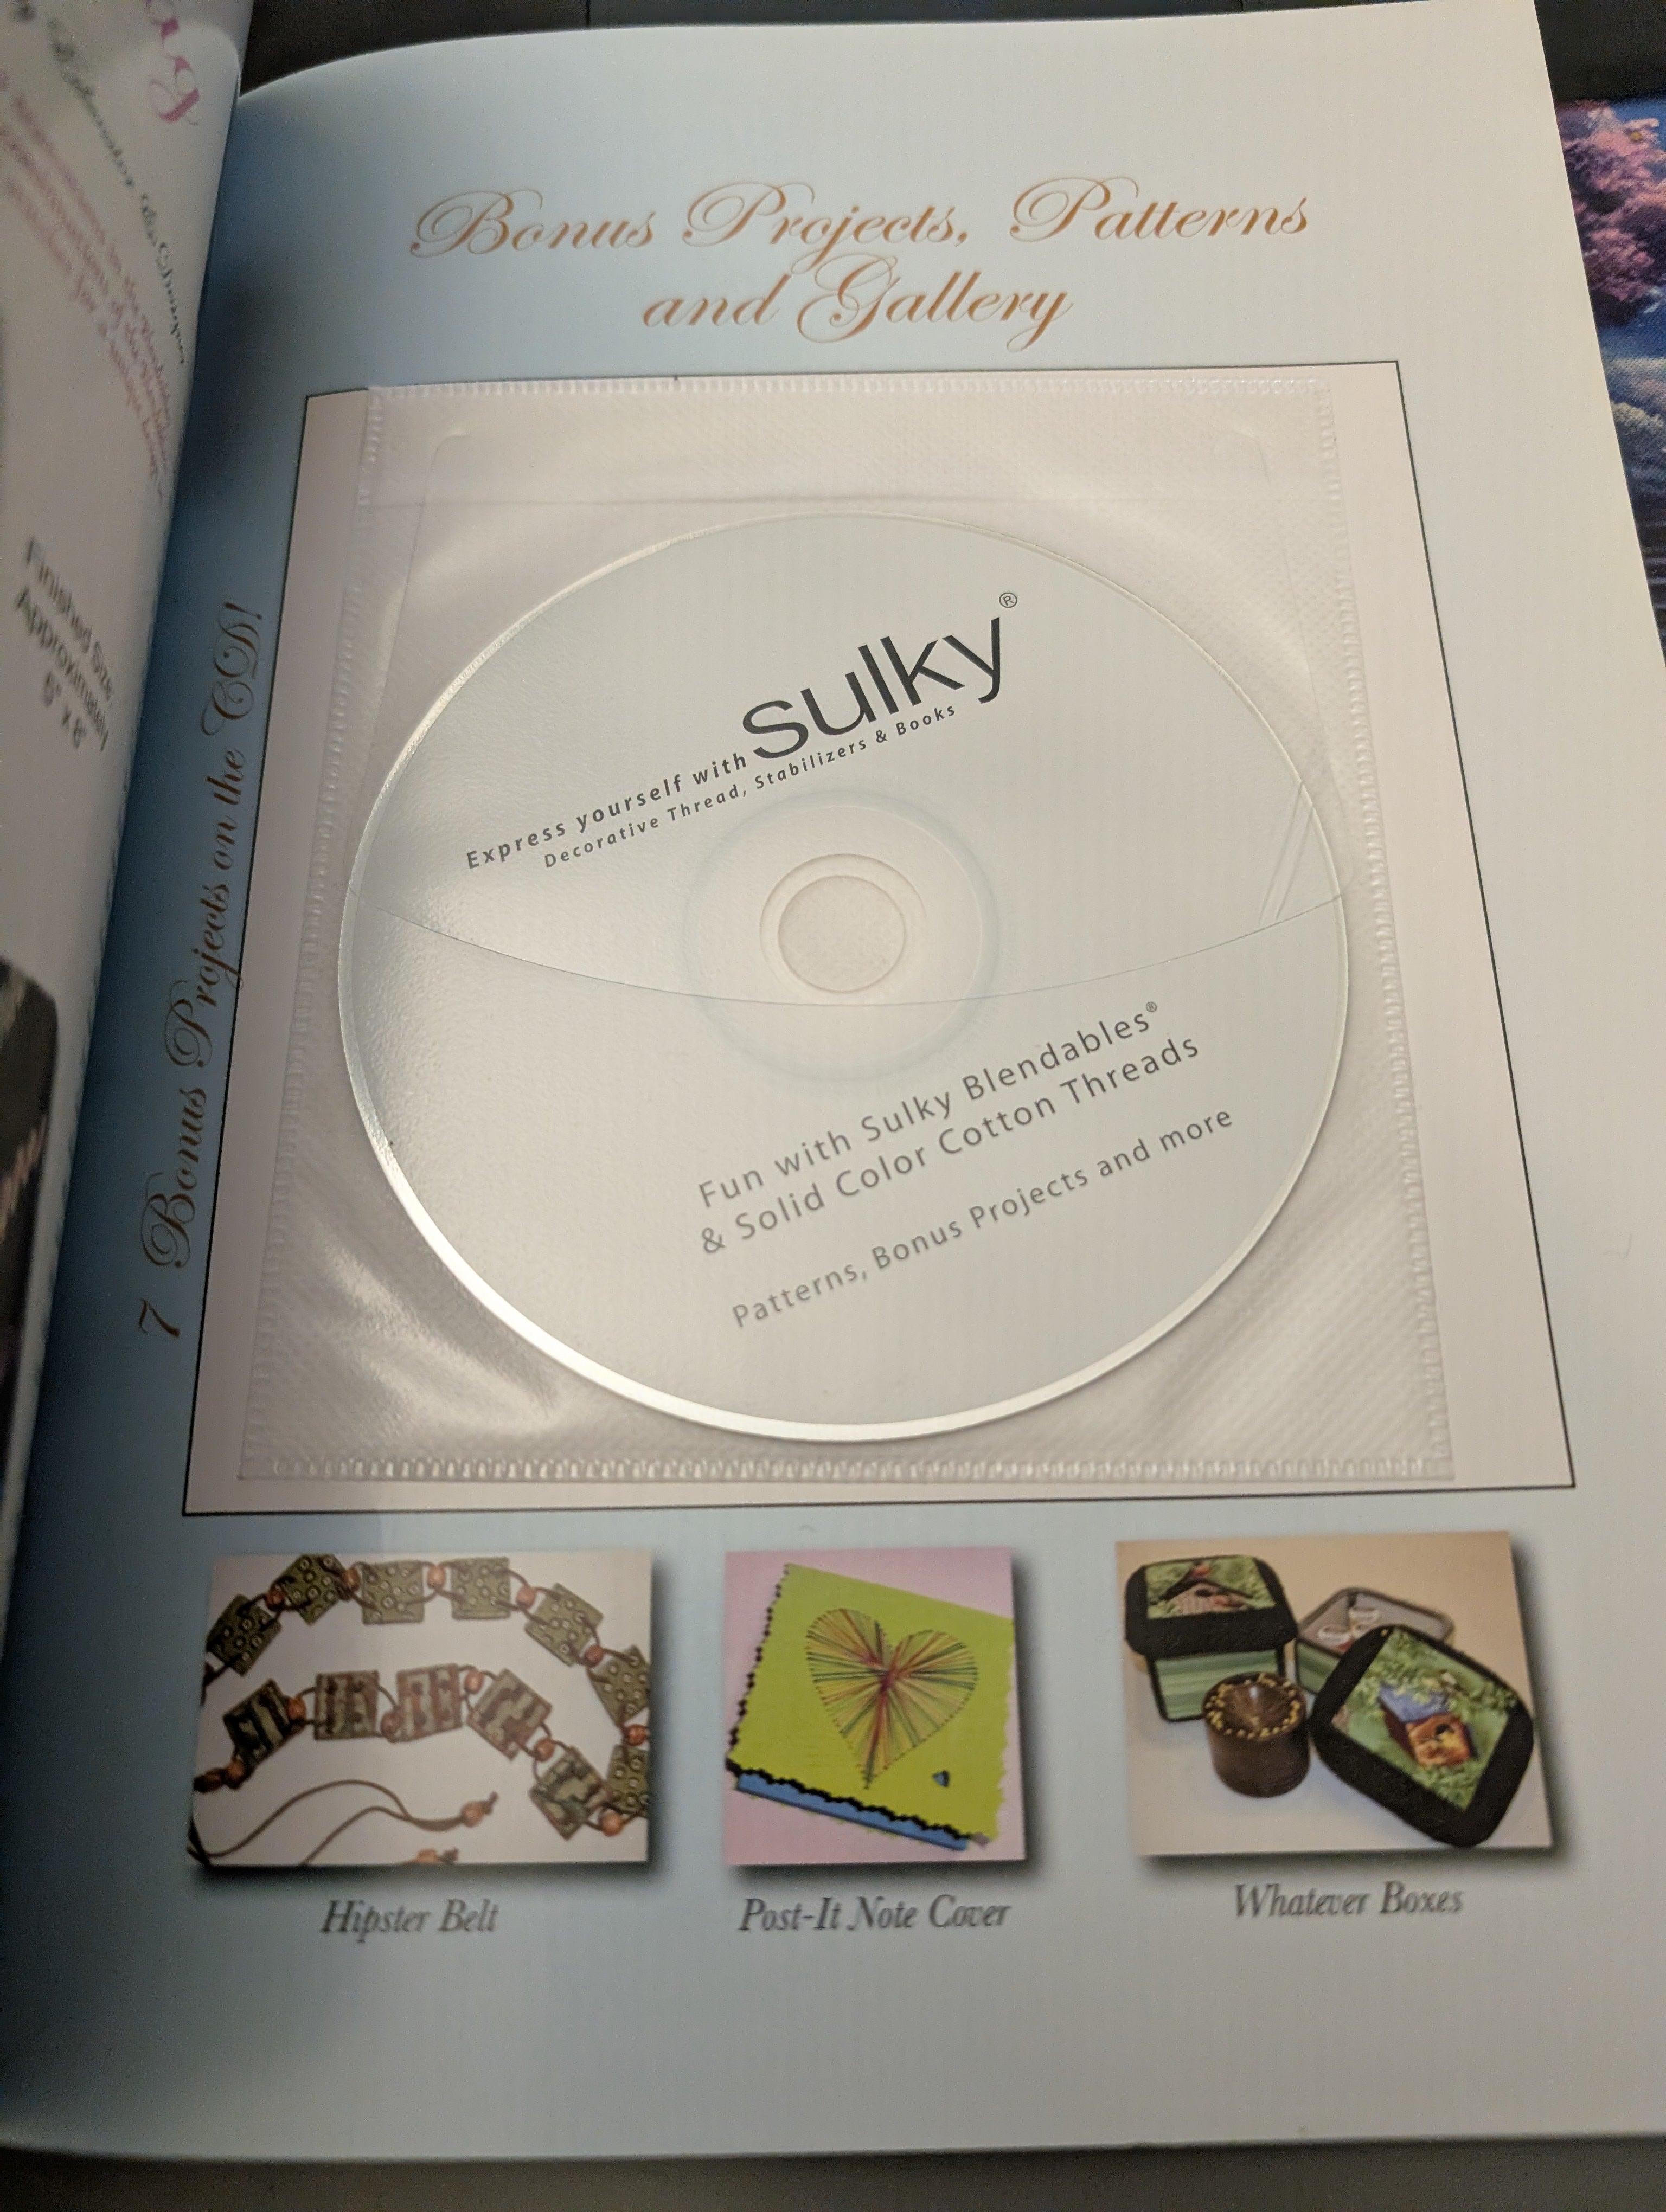 Bonus Projects, Patterns
and Gallery
7 Bonus Projects on the CD!
Express yourself with sulky®
Decorative Thread, Stabilizers & Books
Fun with Sulky Blendables®
& Solid Color Cotton Threads
Patterns, Bonus Projects and more
Hipster Belt
Post-It Note Cover
Whatever Boxes
Finished Size:
Approximately